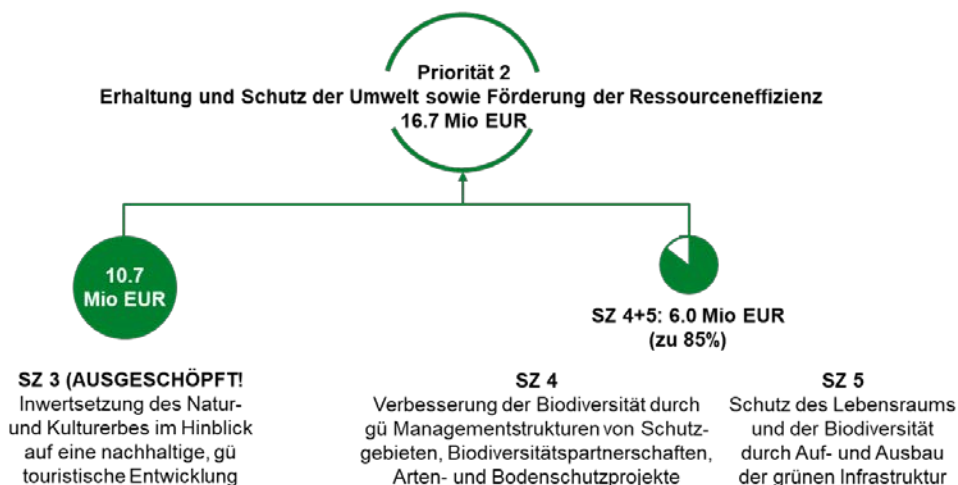 Priorität 2
Erhaltung und Schutz der Umwelt sowie Förderung der Ressourceneffizienz
16.7 Mio EUR
10.7
Mio EUR
SZ 4+5: 6.0 Mio EUR
(zu 85%)
SZ 3 (AUSGESCHÖPFT!
Inwertsetzung des Natur-
und Kulturerbes im Hinblick
auf eine nachhaltige, gü
touristische Entwicklung
SZ 4
Verbesserung der Biodiversität durch
gü Managementstrukturen von Schutz-
gebieten, Biodiversitätspartnerschaften,
Arten- und Bodenschutzprojekte
SZ 5
Schutz des Lebensraums
und der Biodiversität
durch Auf- und Ausbau
der grünen Infrastruktur